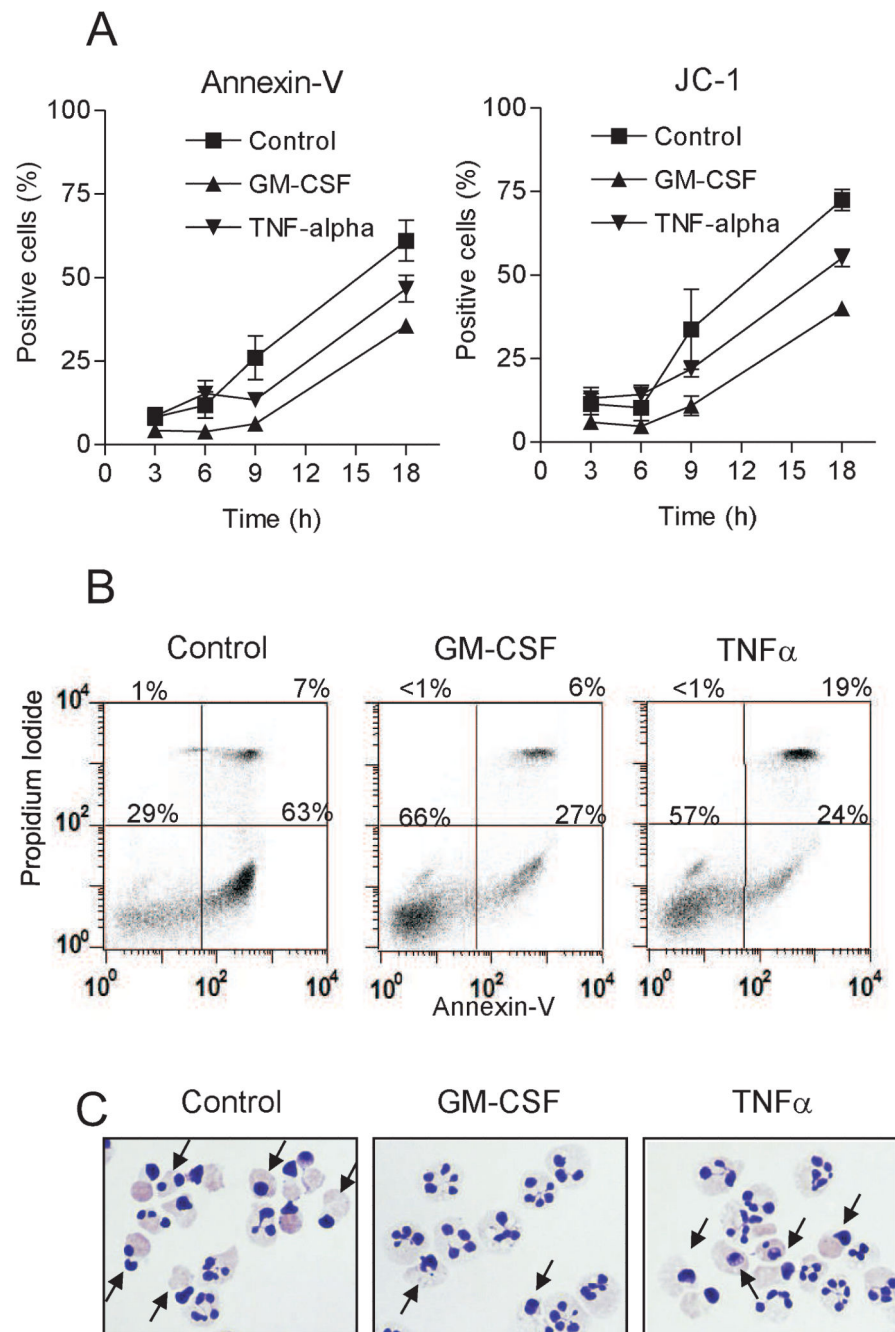 A
Annexin-V
Positive cells (%)
100
75
50
25
0
Control
GM-CSF
TNF-alpha
0 3 6 9 12 15 18
Time (h)
JC-1
Positive cells (%)
100
75
50
25
0
Control
GM-CSF
TNF-alpha
0 3 6 9 12 15 18
Time (h)
B
Control GM-CSF TNFα
1% 7% <1% 6% <1% 19%
Propidium Iodide
10⁴
10²
10⁰
29% 63% 66% 27% 57% 24%
10⁰ 10² 10⁴ 10⁰ 10² 10⁴ 10⁰ 10² 10⁴
Annexin-V
C
Control GM-CSF TNFα